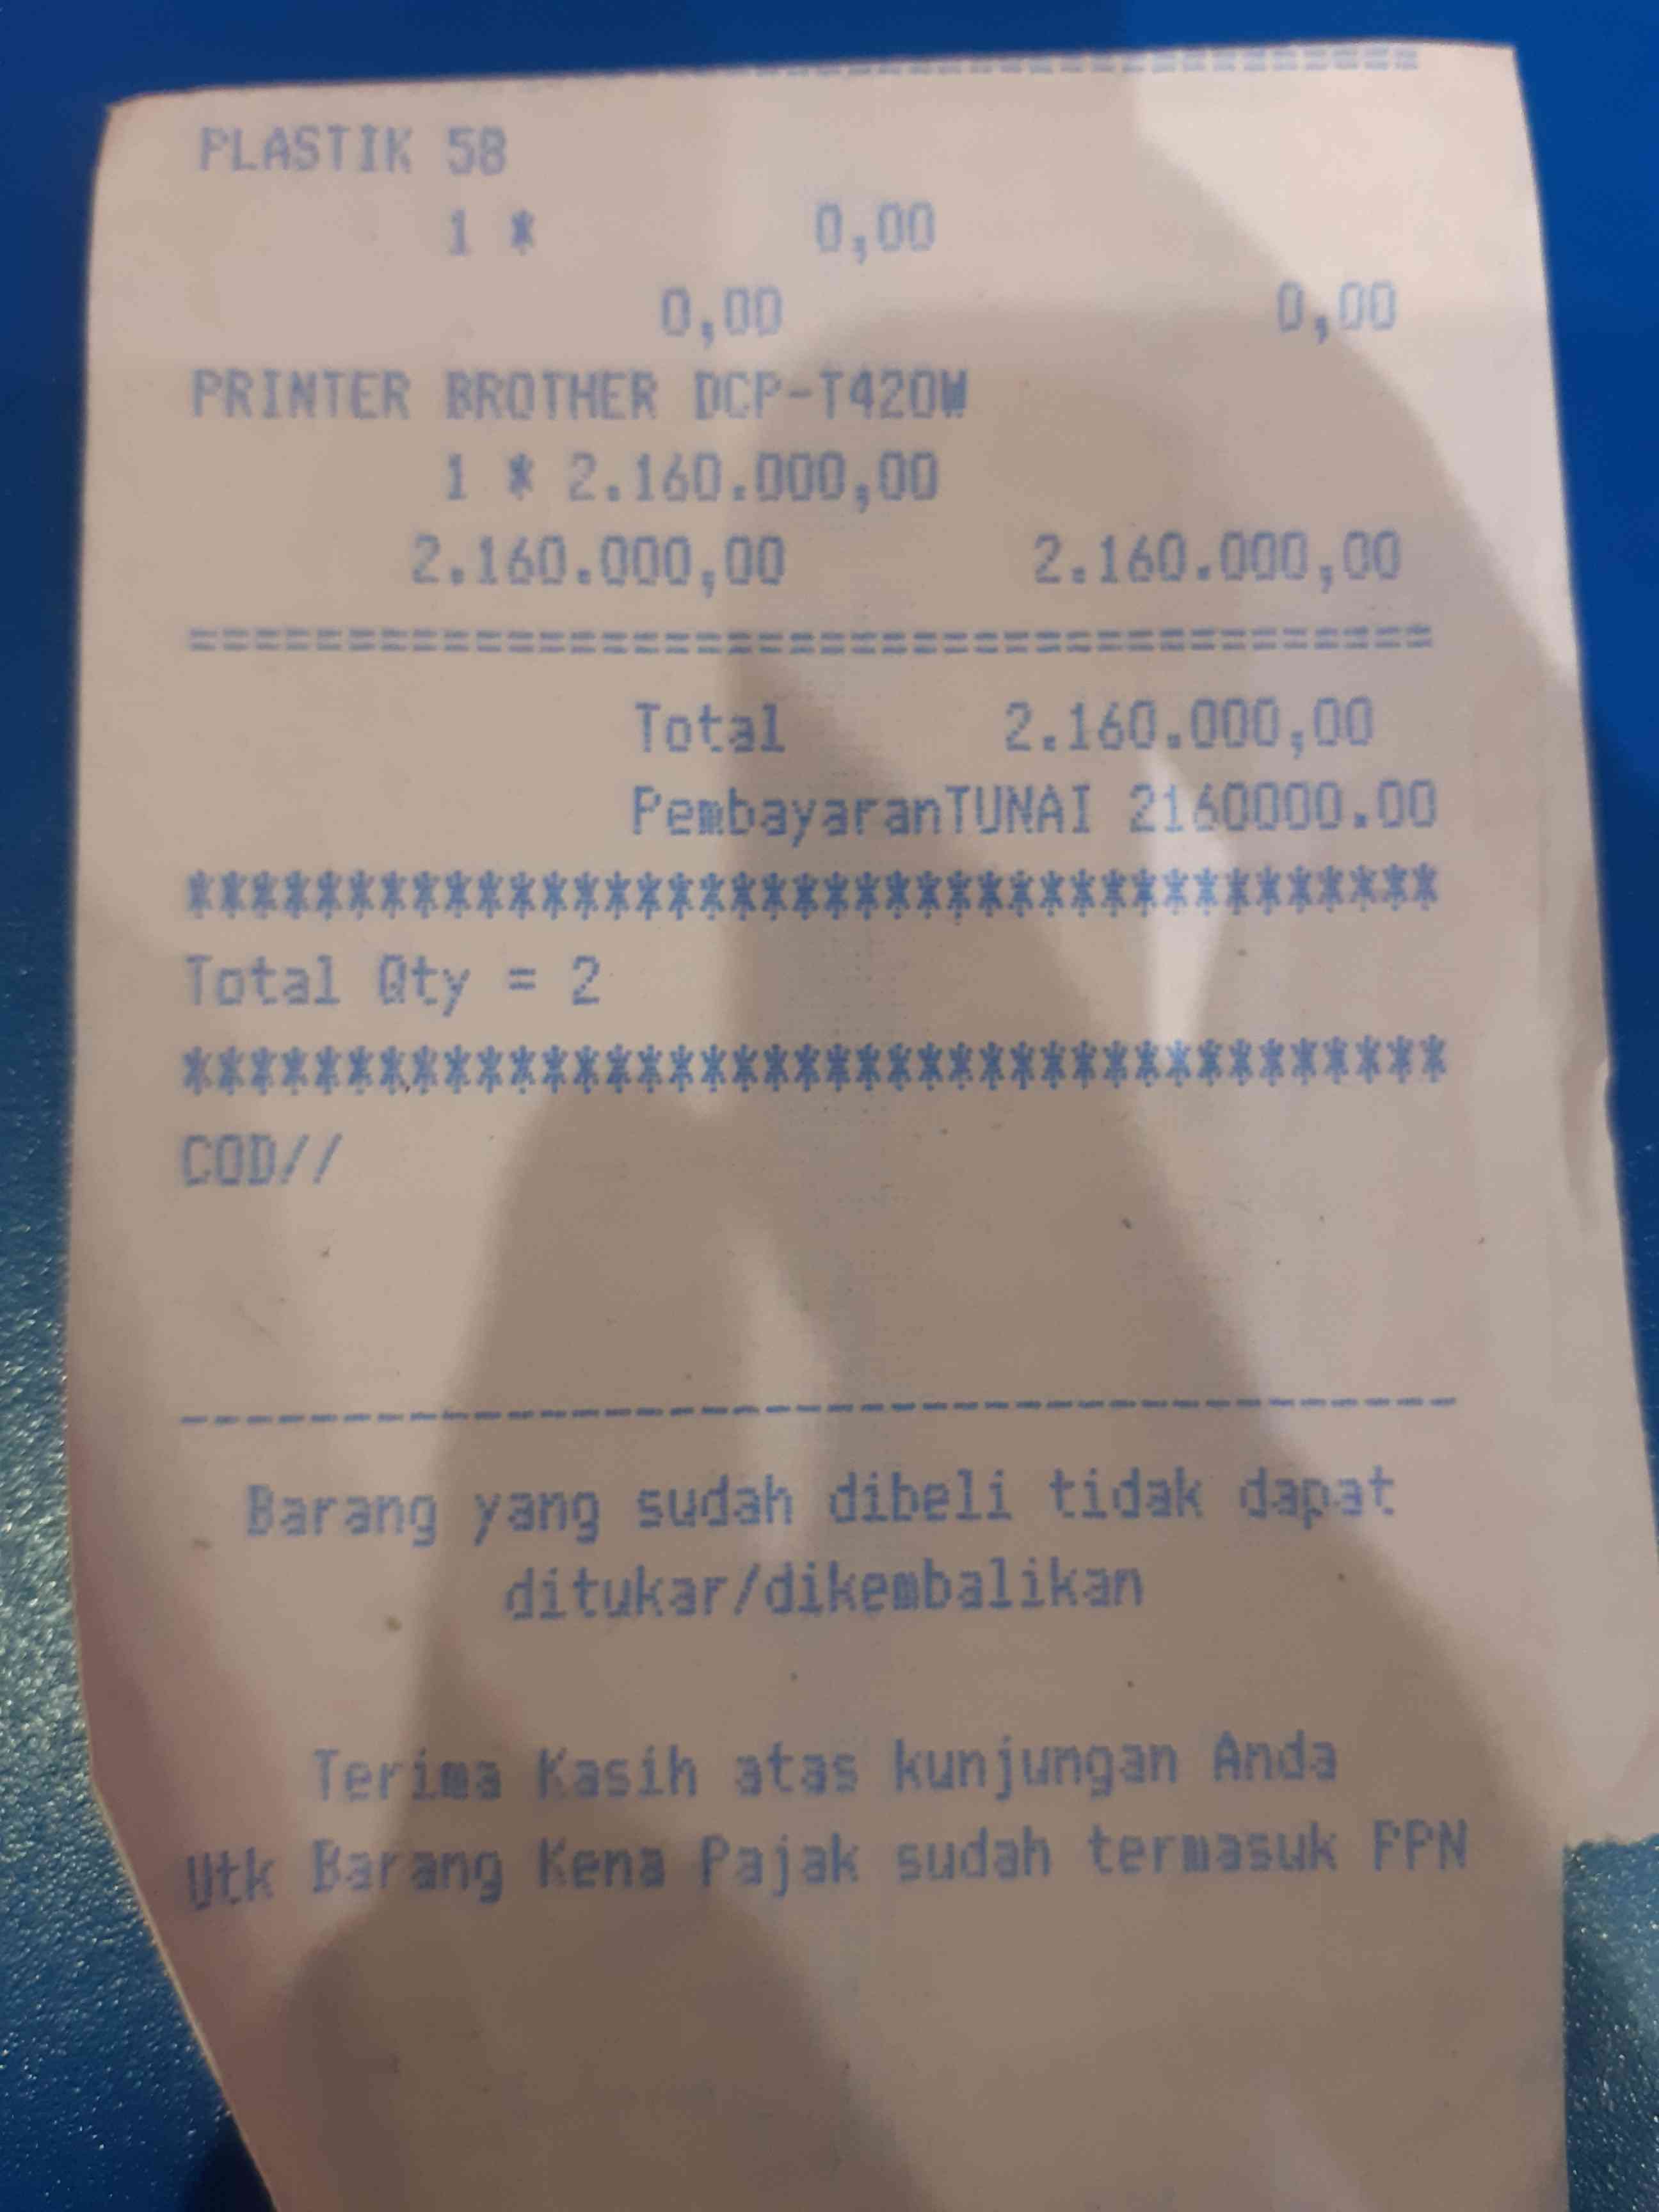 ========================================
PLASTIK 58
1 * 0,00
0,00 0,00
PRINTER BROTHER DCP-T420W
1 * 2.160.000,00
2.160.000,00 2.160.000,00
========================================
Total 2.160.000,00
PembayaranTUNAI 2160000.00
****************************************
Total Qty = 2
****************************************
COD//
----------------------------------------
Barang yang sudah dibeli tidak dapat
ditukar/dikembalikan
Terima Kasih atas kunjungan Anda
Utk Barang Kena Pajak sudah termasuk PPN